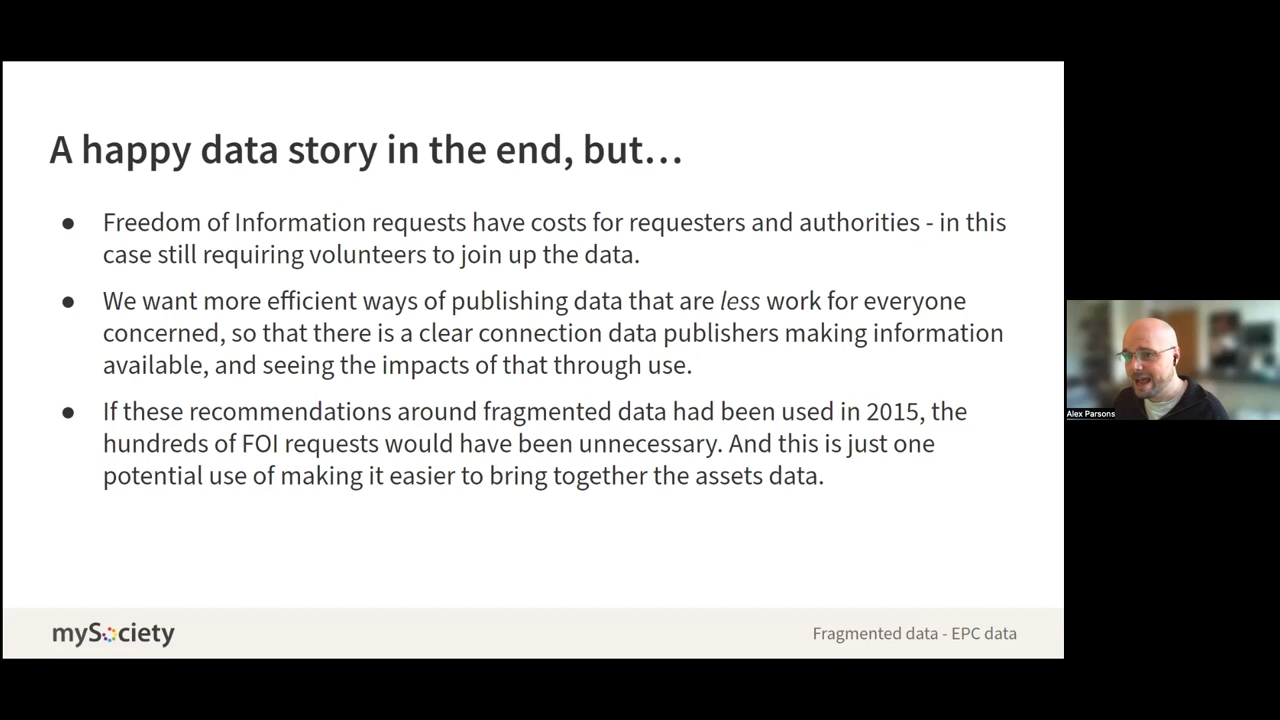 A happy data story in the end, but…
● Freedom of Information requests have costs for requesters and authorities - in this
case still requiring volunteers to join up the data.
● We want more efficient ways of publishing data that are less work for everyone
concerned, so that there is a clear connection data publishers making information
available, and seeing the impacts of that through use.
● If these recommendations around fragmented data had been used in 2015, the
hundreds of FOI requests would have been unnecessary. And this is just one
potential use of making it easier to bring together the assets data.
mySociety
Fragmented data - EPC data
Alex Parsons